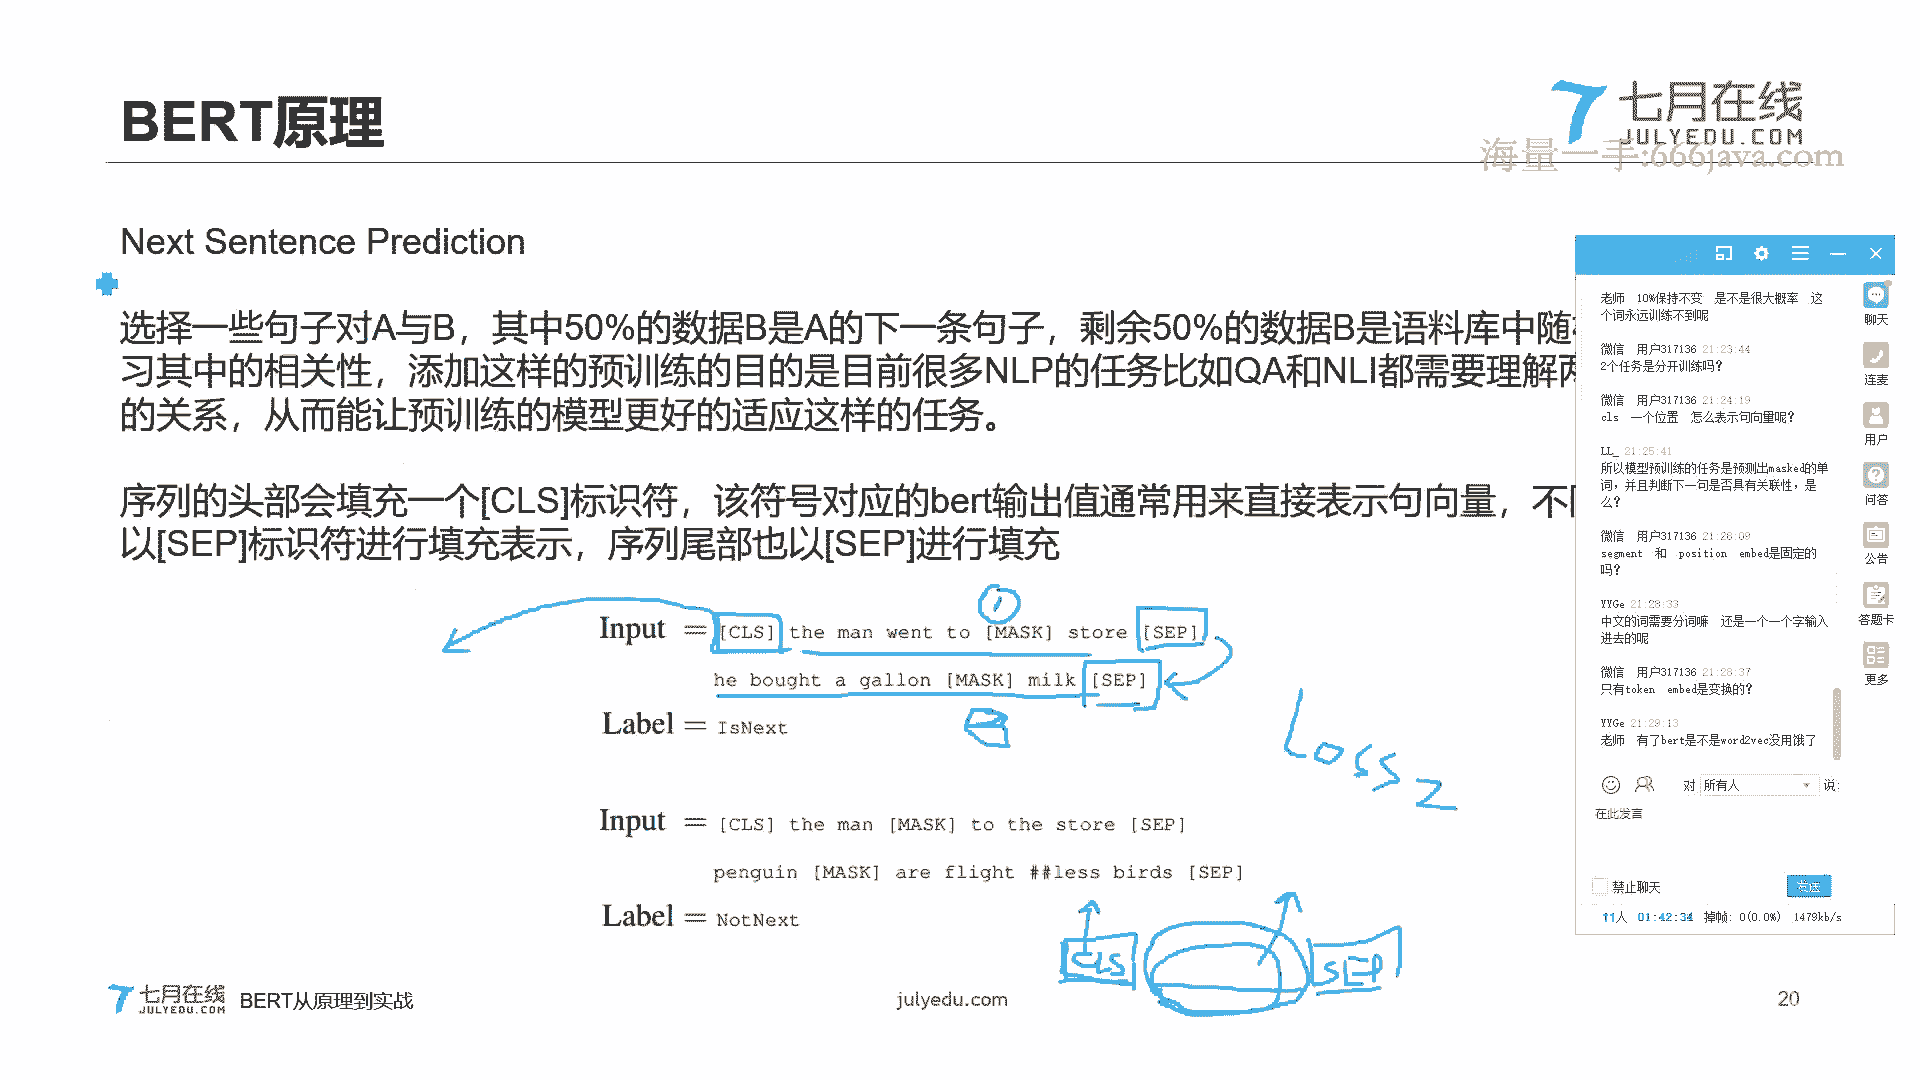 BERT原理
七月在线
JULYEDU.COM
海量一手:666java.com
Next Sentence Prediction
选择一些句子对A与B，其中50%的数据B是A的下一条句子，剩余50%的数据B是语料库中随
习其中的相关性，添加这样的预训练的目的是目前很多NLP的任务比如QA和NLI都需要理解
的关系，从而能让预训练的模型更好的适应这样的任务。
序列的头部会填充一个[CLS]标识符，该符号对应的bert输出值通常用来直接表示句向量，不
以[SEP]标识符进行填充表示，序列尾部也以[SEP]进行填充
Input = [CLS] the man went to [MASK] store [SEP]
he bought a gallon [MASK] milk [SEP]
Label = IsNext
Loss 2
Input = [CLS] the man [MASK] to the store [SEP]
penguin [MASK] are flight ##less birds [SEP]
Label = NotNext
CLS
SEP
七月在线
JULYEDU.COM
BERT从原理到实战
julyedu.com
20
老师 10%保持不变 是不是很大概率 这
个词永远训练不到呢
微信 用户317136 21:23:44
2个任务是分开训练吗？
微信 用户317136 21:24:19
cls 一个位置 怎么表示句向量呢？
LL_ 21:25:41
所以模型预训练的任务是预测出masked的单
词，并且判断下一句是否具有关联性，是
么？
微信 用户317136 21:26:09
segment 和 position embed是固定的
吗？
YYGe 21:28:33
中文的词需要分词嘛 还是一个一个字输入
进去的呢
微信 用户317136 21:28:37
只有token embed是变换的？
YYGe 21:29:13
老师 有了bert是不是word2vec没用饿了
对 所有人 说:
在此发言
禁止聊天
发送
11人 01:42:34 掉帧: 0(0.0%) 1479kb/s
聊天
连麦
用户
问答
公告
答题卡
更多